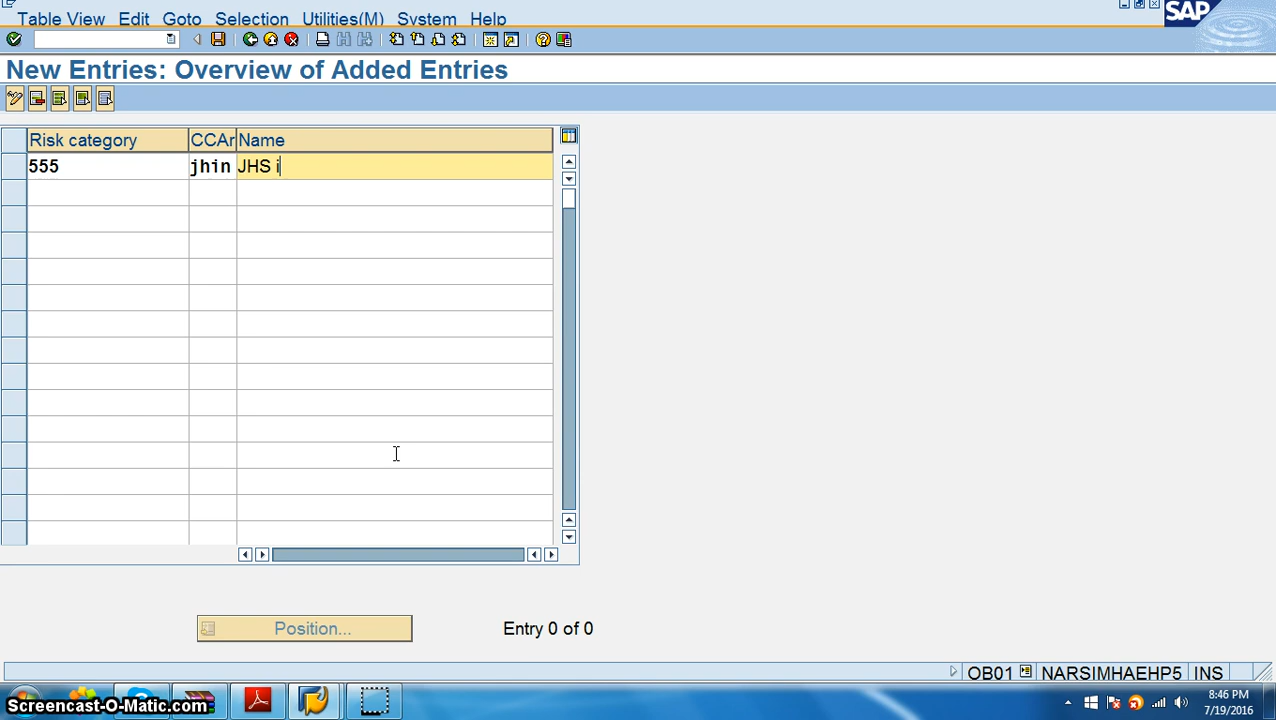 Table View Edit Goto Selection Utilities(M) System Help
SAP
New Entries: Overview of Added Entries
Risk category CCAr Name
555 jhin JHS i
Position... Entry 0 of 0
OB01 NARSIMHAEHP5 INS
Screencast-O-Matic.com
8:46 PM
7/19/2016